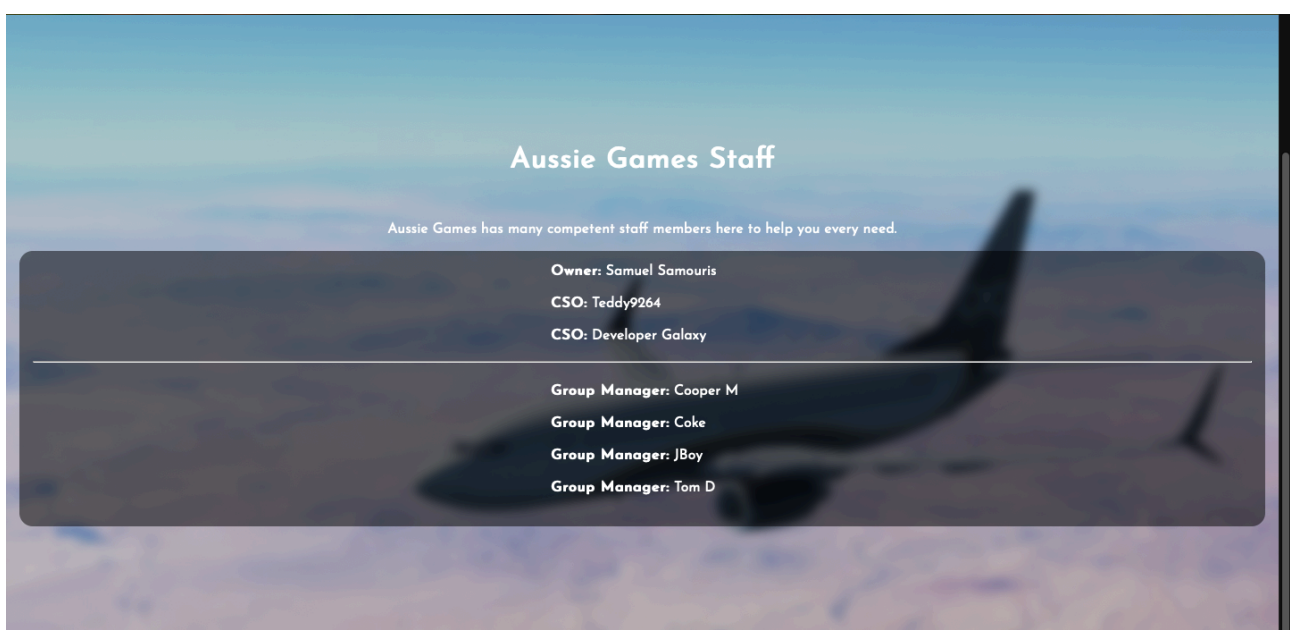 Aussie Games Staff
Aussie Games has many competent staff members here to help you every need.
Owner: Samuel Samouris
CSO: Teddy9264
CSO: Developer Galaxy
Group Manager: Cooper M
Group Manager: Coke
Group Manager: JBoy
Group Manager: Tom D